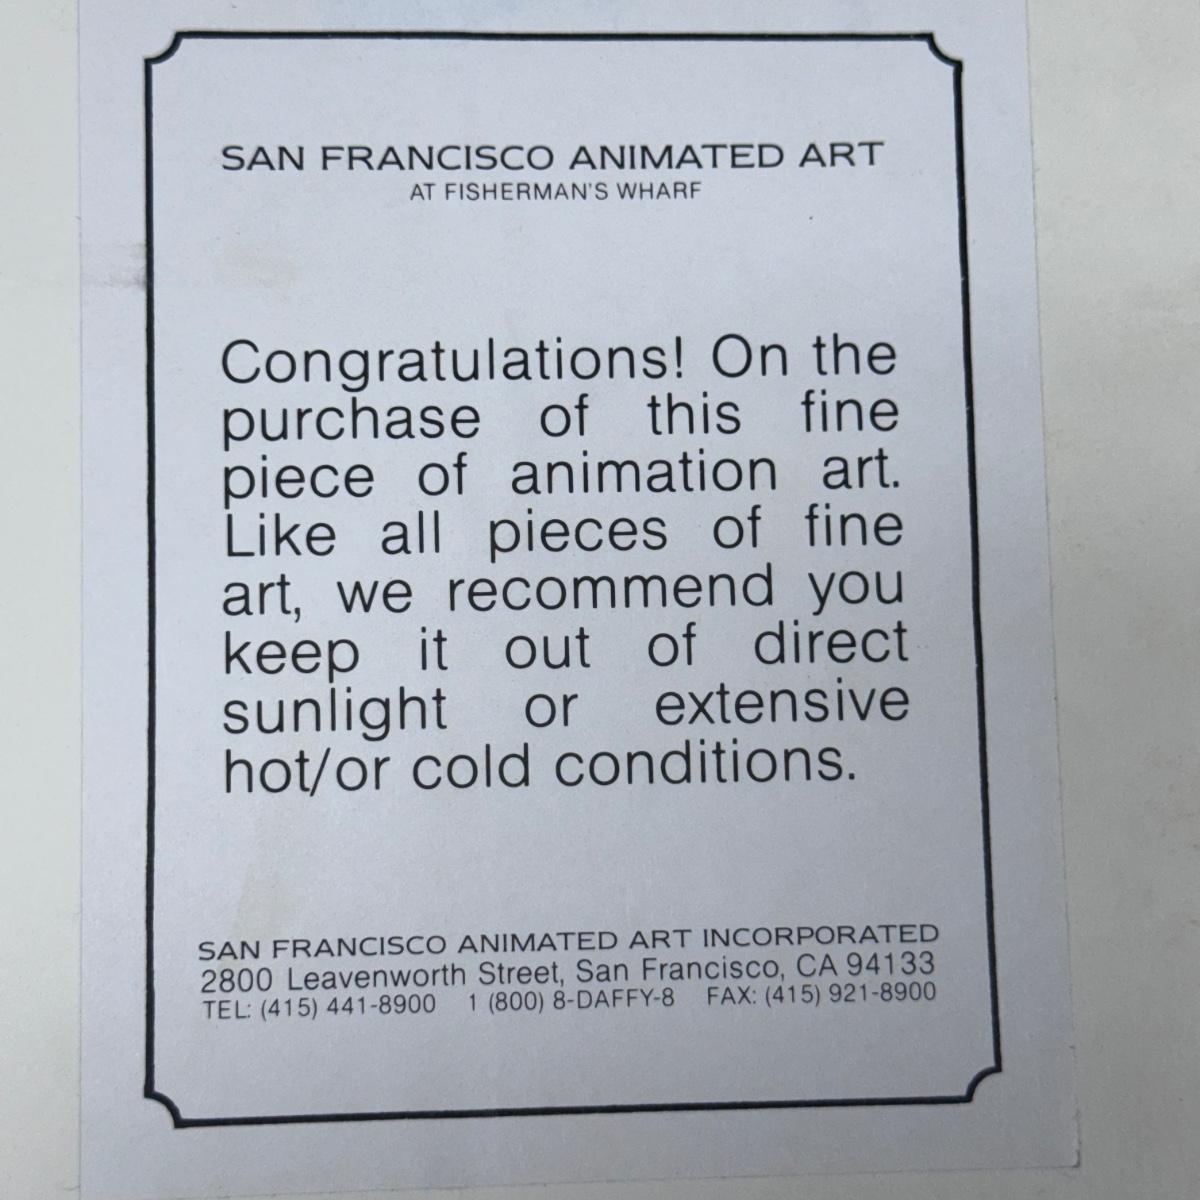 SAN FRANCISCO ANIMATED ART
AT FISHERMAN'S WHARF
Congratulations! On the
purchase of this fine
piece of animation art.
Like all pieces of fine
art, we recommend you
keep it out of direct
sunlight or extensive
hot/or cold conditions.
SAN FRANCISCO ANIMATED ART INCORPORATED
2800 Leavenworth Street, San Francisco, CA 94133
TEL: (415) 441-8900 1 (800) 8-DAFFY-8 FAX: (415) 921-8900